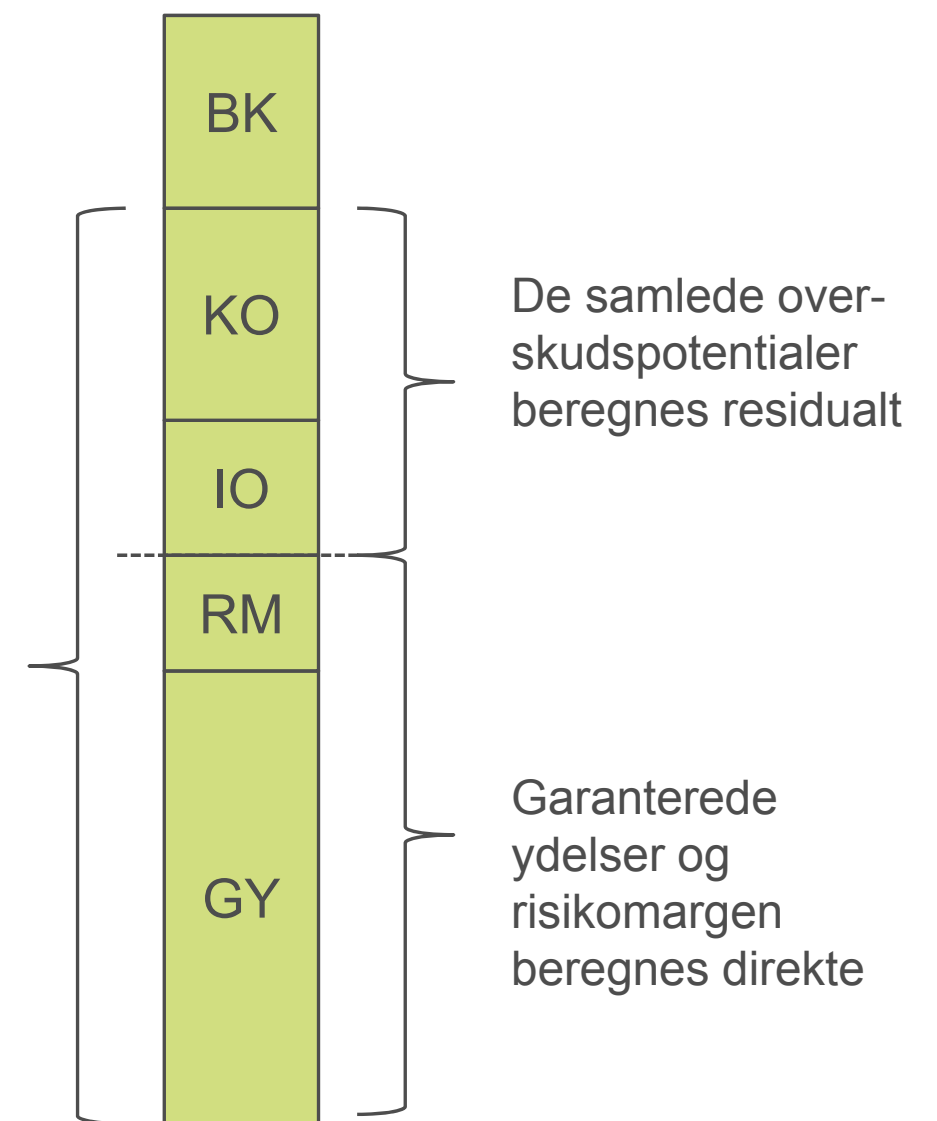 BK
KO
De samlede over-
skudspotentialer
beregnes residualt
IO
RM
Garanterede
ydelser og
risikomargen
beregnes direkte
GY